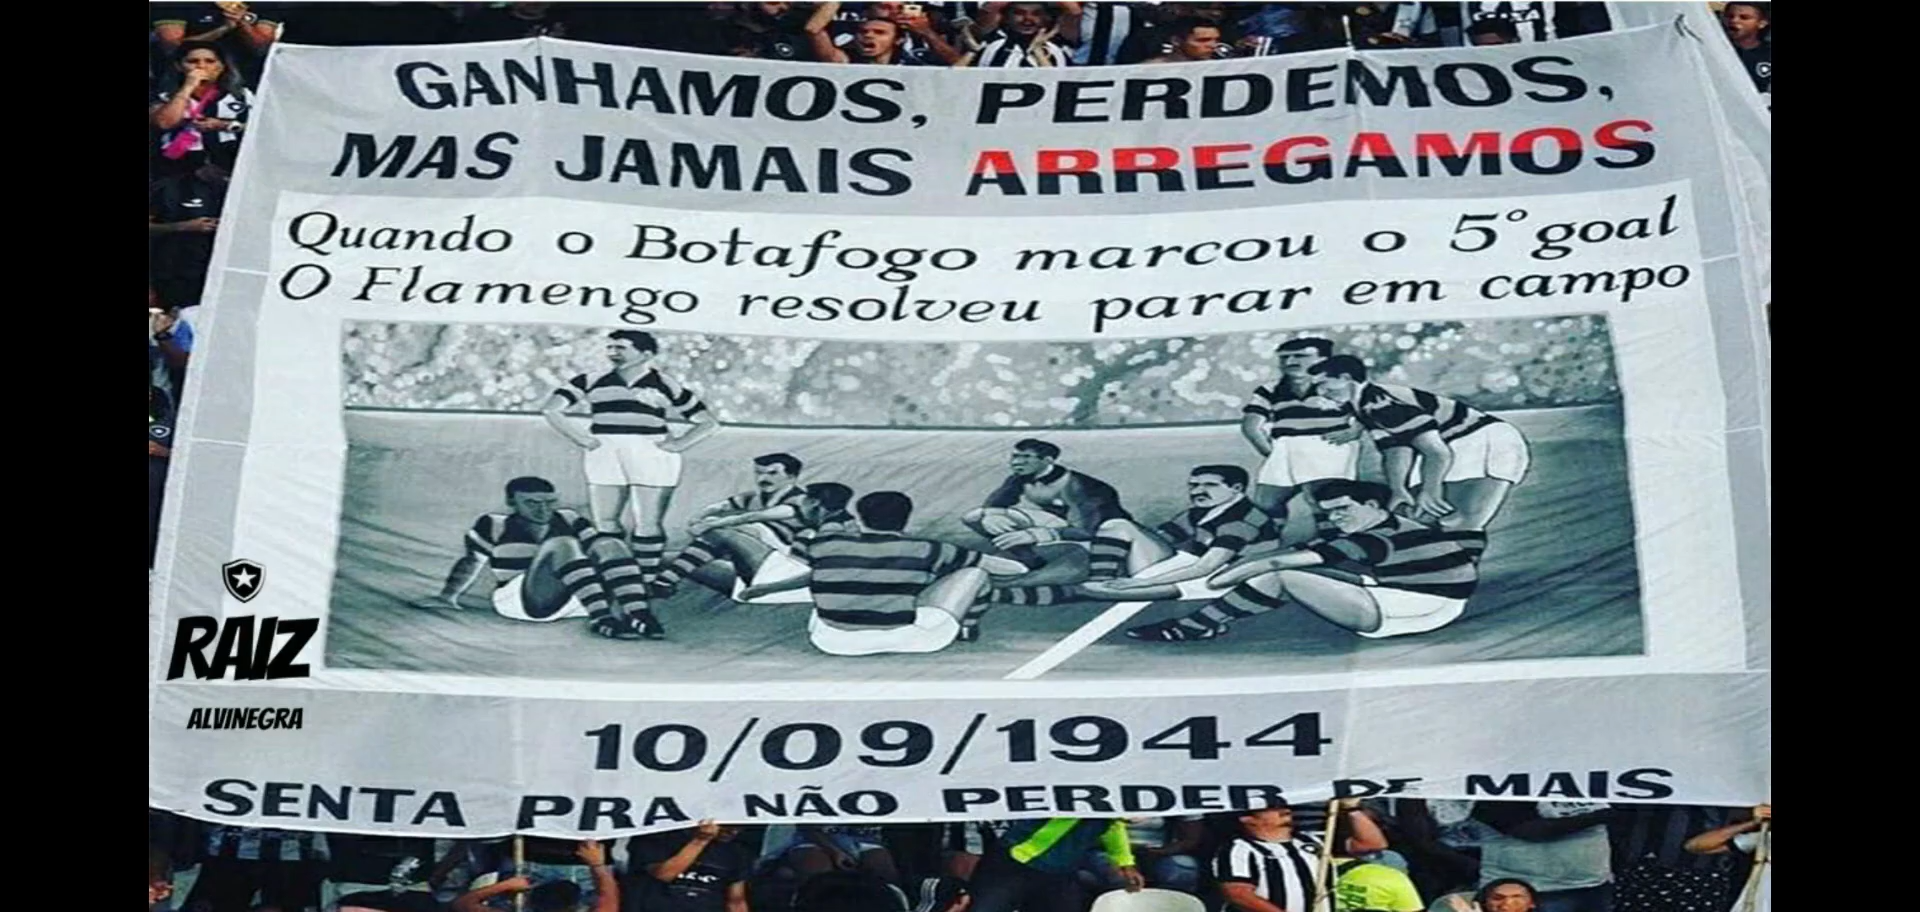 GANHAMOS, PERDEMOS,
MAS JAMAIS ARREGAMOS
Quando o Botafogo marcou o 5º goal
O Flamengo resolveu parar em campo
RAIZ
ALVINEGRA
10/09/1944
SENTA PRA NÃO PERDER DE MAIS